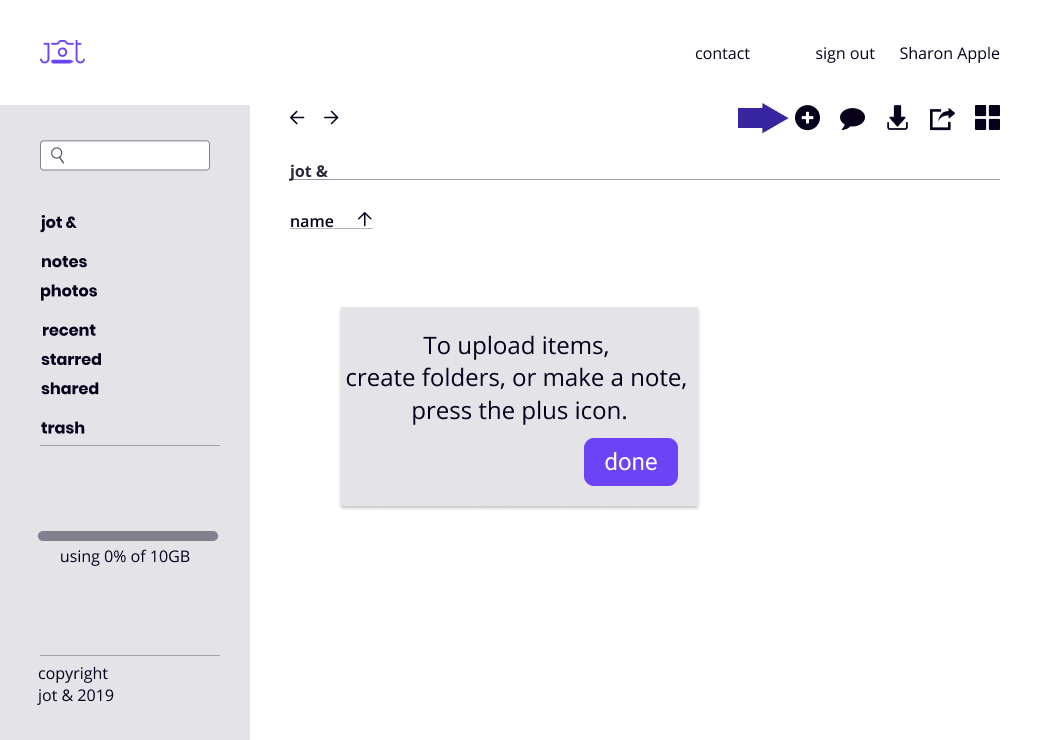 jot
contact
sign out
Sharon Apple
jot &
notes
photos
recent
starred
shared
trash
using 0% of 10GB
copyright
jot & 2019
jot &
name
To upload items,
create folders, or make a note,
press the plus icon.
done